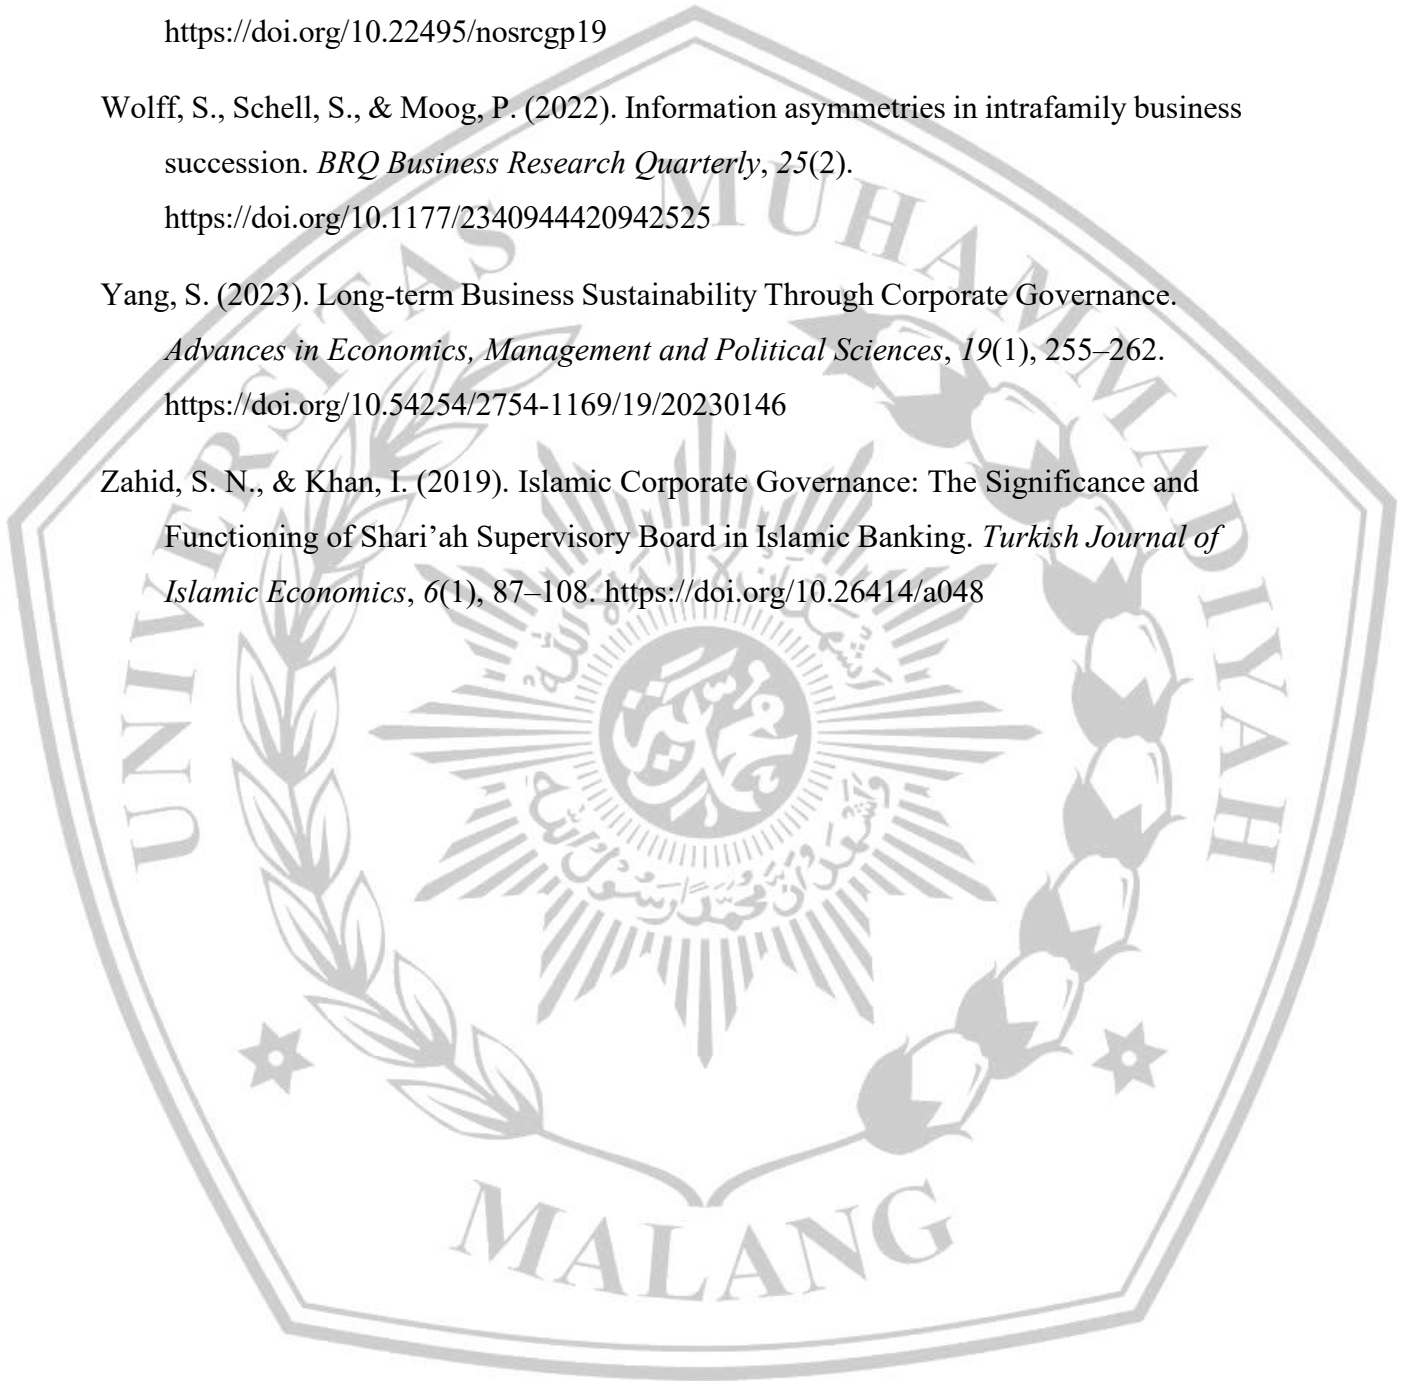 https://doi.org/10.22495/nosrcgp19
Wolff, S., Schell, S., & Moog, P. (2022). Information asymmetries in intrafamily business
succession. BRQ Business Research Quarterly, 25(2).
https://doi.org/10.1177/2340944420942525
Yang, S. (2023). Long-term Business Sustainability Through Corporate Governance.
Advances in Economics, Management and Political Sciences, 19(1), 255–262.
https://doi.org/10.54254/2754-1169/19/20230146
Zahid, S. N., & Khan, I. (2019). Islamic Corporate Governance: The Significance and
Functioning of Shari’ah Supervisory Board in Islamic Banking. Turkish Journal of
Islamic Economics, 6(1), 87–108. https://doi.org/10.26414/a048
UNIVERSITAS MUHAMMADIYAH
MALANG